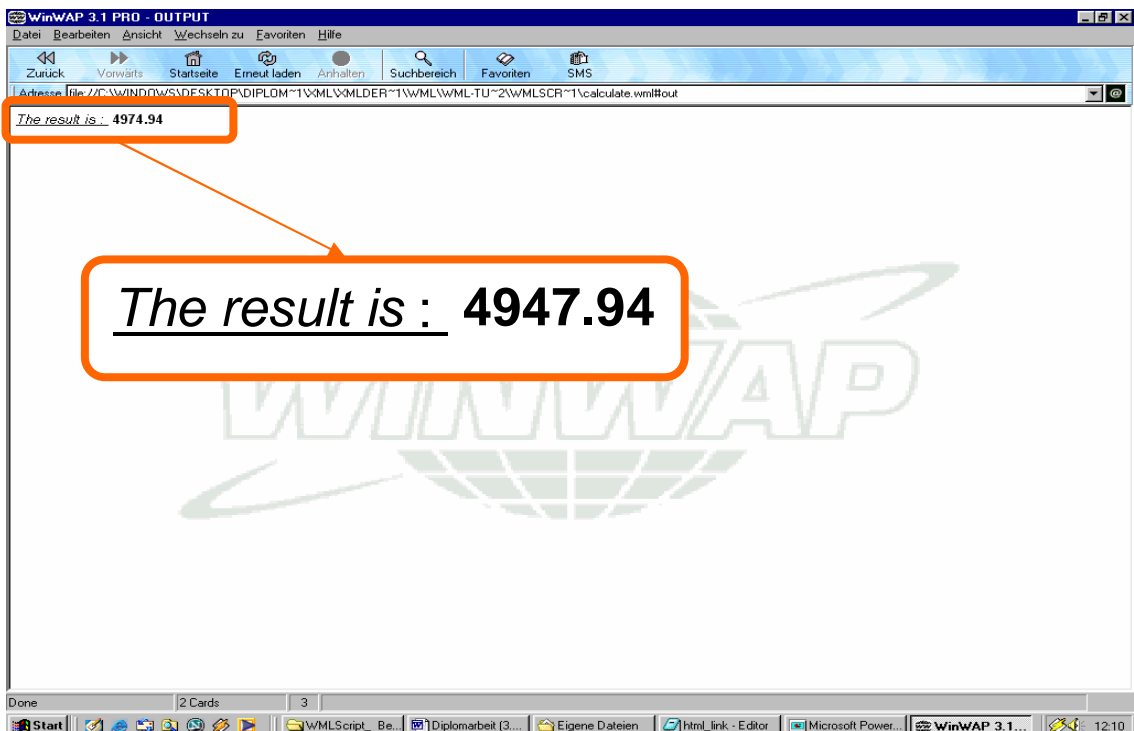 WinWAP 3.1 PRO - OUTPUT
Datei Bearbeiten Ansicht Wechseln zu Favoriten Hilfe
Zurück Vorwärts Startseite Erneut laden Anhalten Suchbereich Favoriten SMS
Adresse file://C:\WINDOWS\DESKTOP\DIPLOM~1\XML\XMLDER~1\WML\WML-TU~2\WMLSCR~1\calculate.wml#out
The result is : 4974.94
The result is : 4947.94
WINWAP
Done 2 Cards 3
Start WMLScript_ Be... Diplomarbeit (3.... Eigene Dateien html_link - Editor Microsoft Power... WinWAP 3.1... 12:10